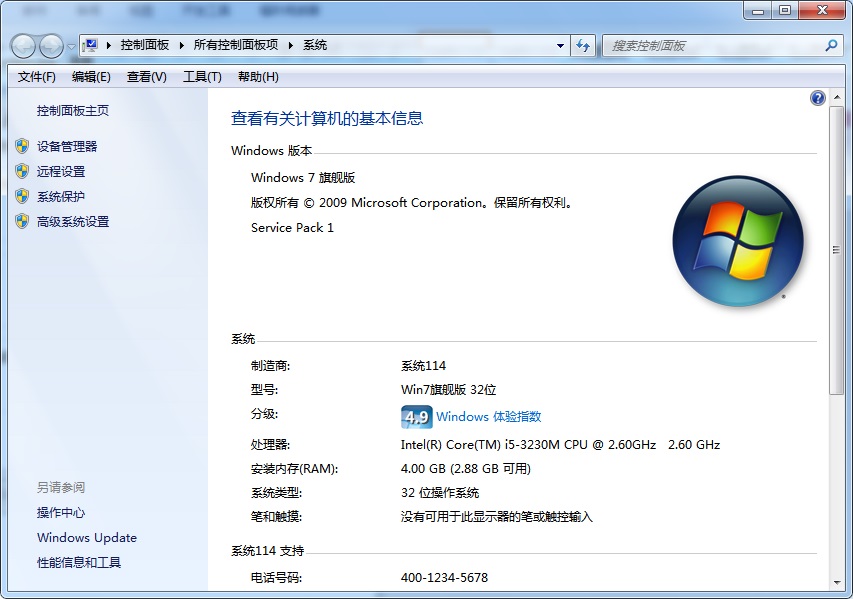 控制面板 所有控制面板项 系统
搜索控制面板
文件(F) 编辑(E) 查看(V) 工具(T) 帮助(H)
控制面板主页
设备管理器
远程设置
系统保护
高级系统设置
另请参阅
操作中心
Windows Update
性能信息和工具
查看有关计算机的基本信息
Windows 版本
Windows 7 旗舰版
版权所有 © 2009 Microsoft Corporation。保留所有权利。
Service Pack 1
系统
制造商: 系统114
型号: Win7旗舰版 32位
分级: 4.9 Windows 体验指数
处理器: Intel(R) Core(TM) i5-3230M CPU @ 2.60GHz 2.60 GHz
安装内存(RAM): 4.00 GB (2.88 GB 可用)
系统类型: 32 位操作系统
笔和触摸: 没有可用于此显示器的笔或触控输入
系统114 支持
电话号码: 400-1234-5678